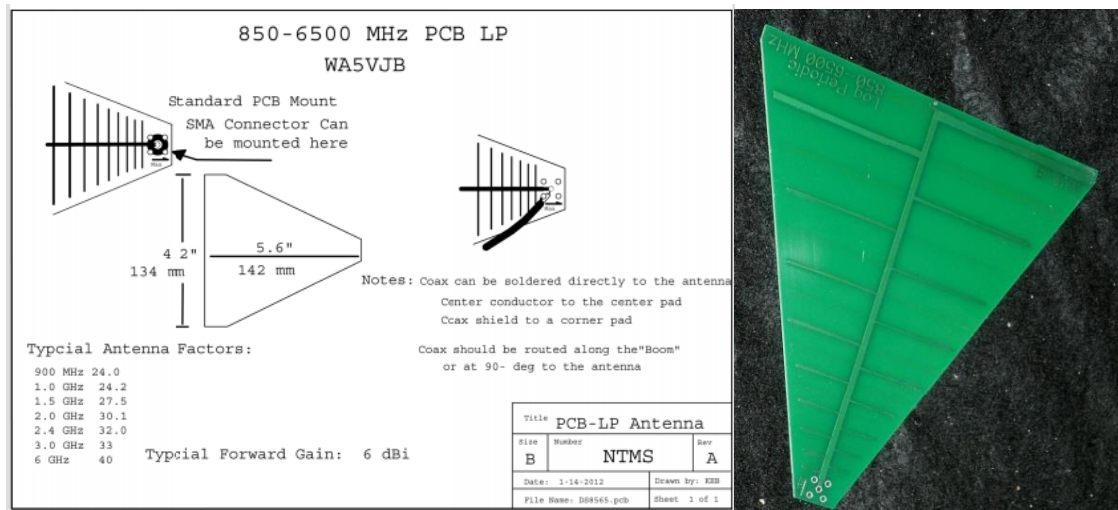 850-6500 MHz PCB LP
WA5VJB
Standard PCB Mount
SMA Connector Can
be mounted here
4 2"
134 mm
5.6"
142 mm
Notes: Coax can be soldered directly to the antenna
Center conductor to the center pad
Ccax shield to a corner pad
Coax should be routed along the"Boom"
or at 90- deg to the antenna
Typcial Antenna Factors:
900 MHz 24.0
1.0 GHz 24.2
1.5 GHz 27.5
2.0 GHz 30.1
2.4 GHz 32.0
3.0 GHz 33
6 GHz 40
Typcial Forward Gain: 6 dBi
Title PCB-LP Antenna
Size B Number NTMS Rev A
Date: 1-14-2012 Drawn by: KEB
File Name: DS8565.pcb Sheet 1 of 1
Log Periodic
850-6500 MHz